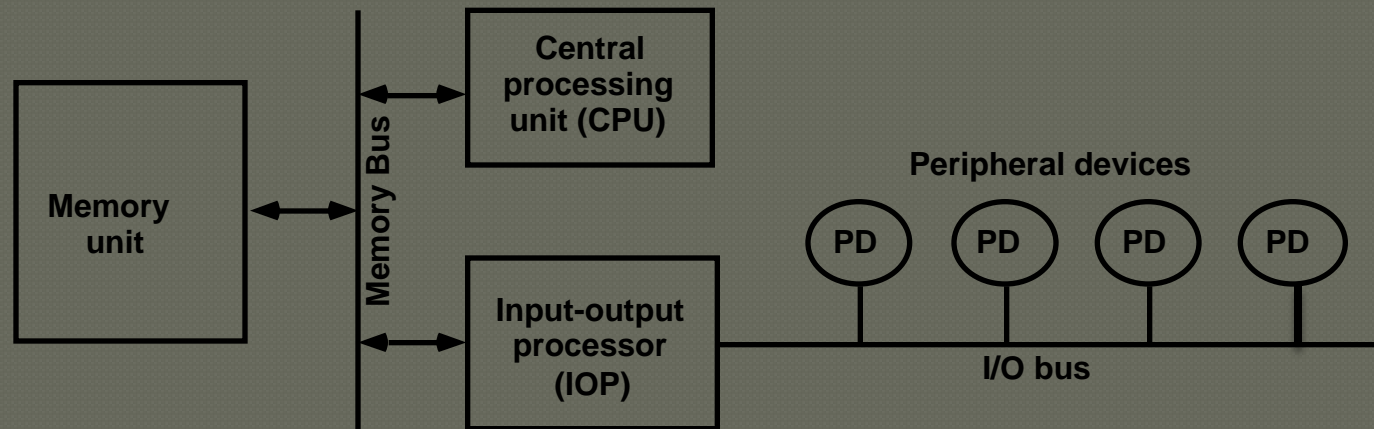 Memory
unit
Memory Bus
Central
processing
unit (CPU)
Input-output
processor
(IOP)
Peripheral devices
PD
PD
PD
PD
I/O bus